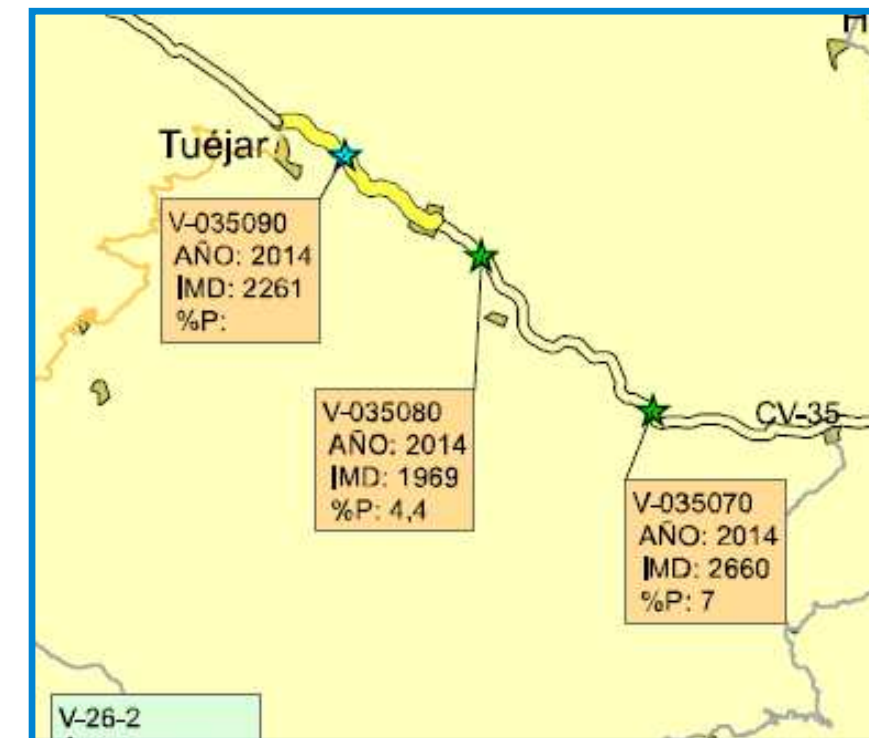 H
Tuéjar
V-035090
AÑO: 2014
IMD: 2261
%P:
V-035080
AÑO: 2014
IMD: 1969
%P: 4,4
CV-35
V-035070
AÑO: 2014
IMD: 2660
%P: 7
V-26-2